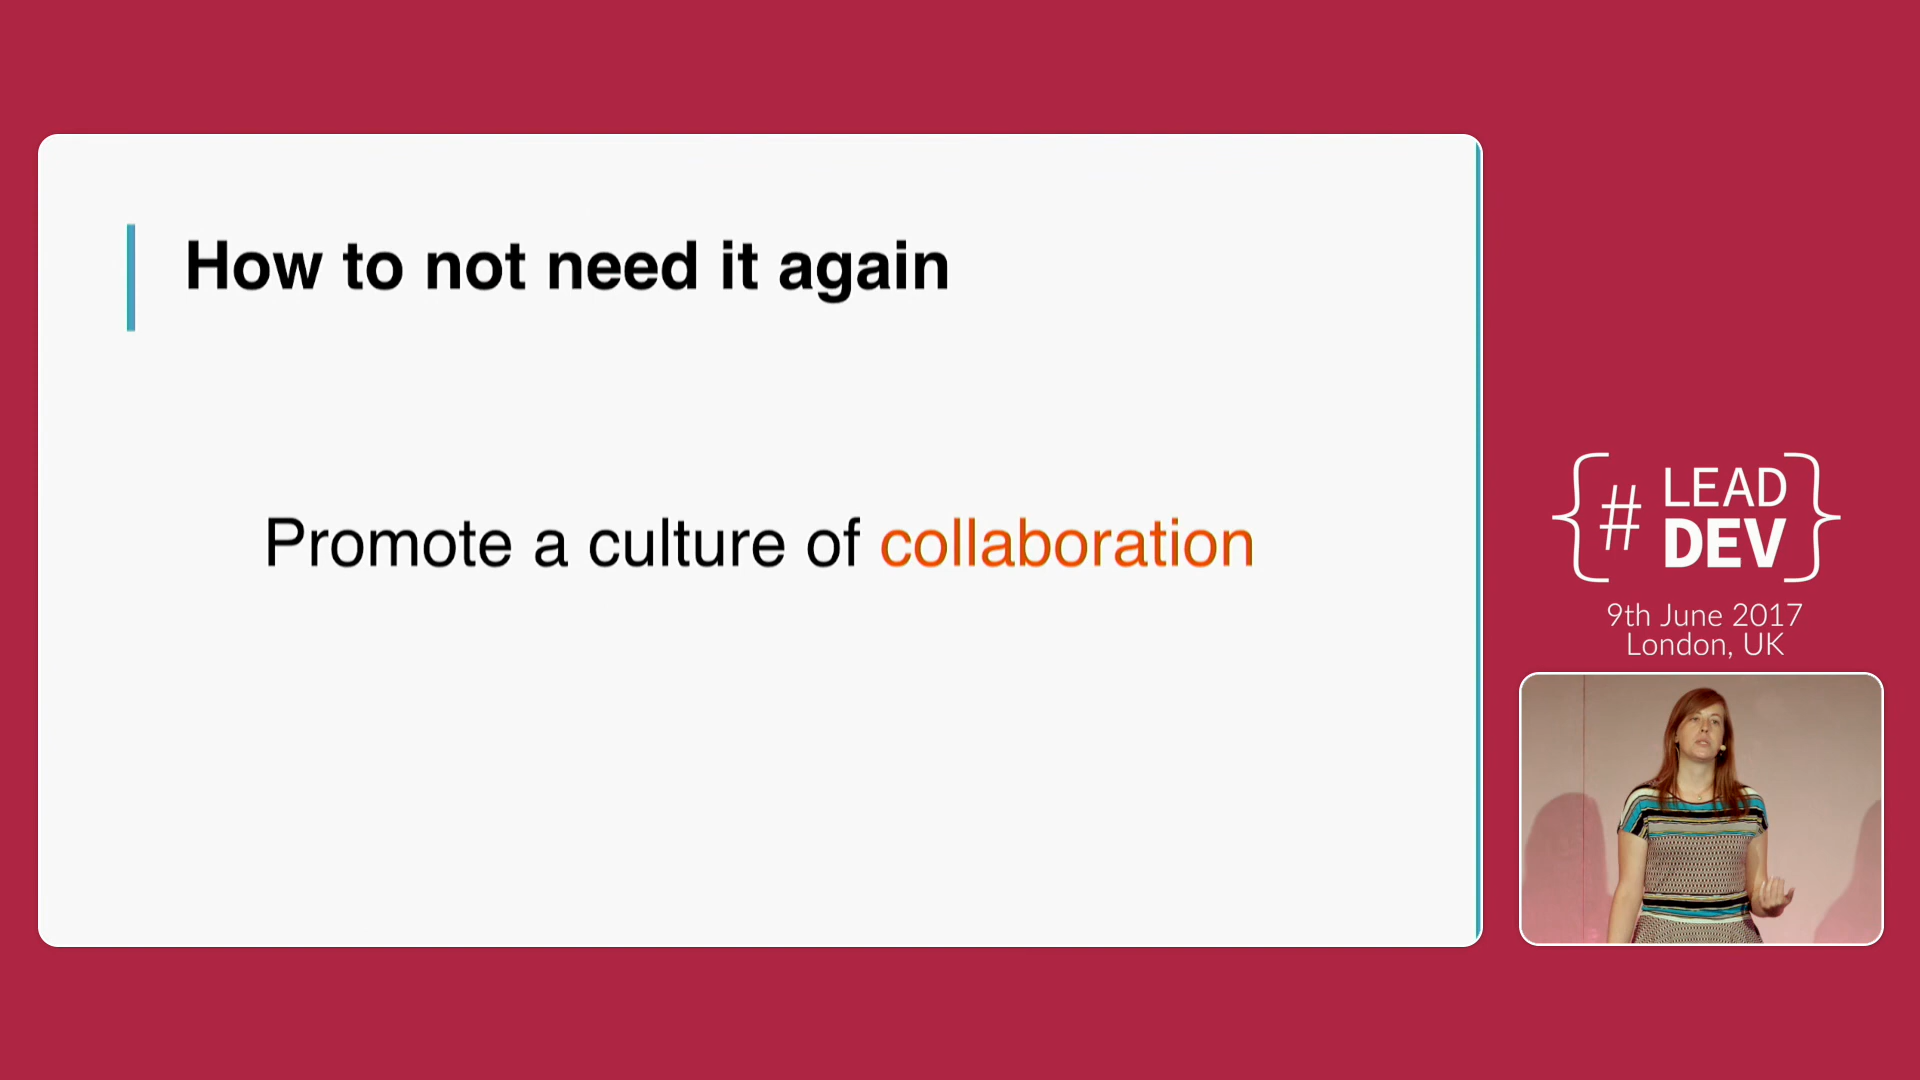 How to not need it again
Promote a culture of collaboration
# LEAD
DEV
9th June 2017
London, UK